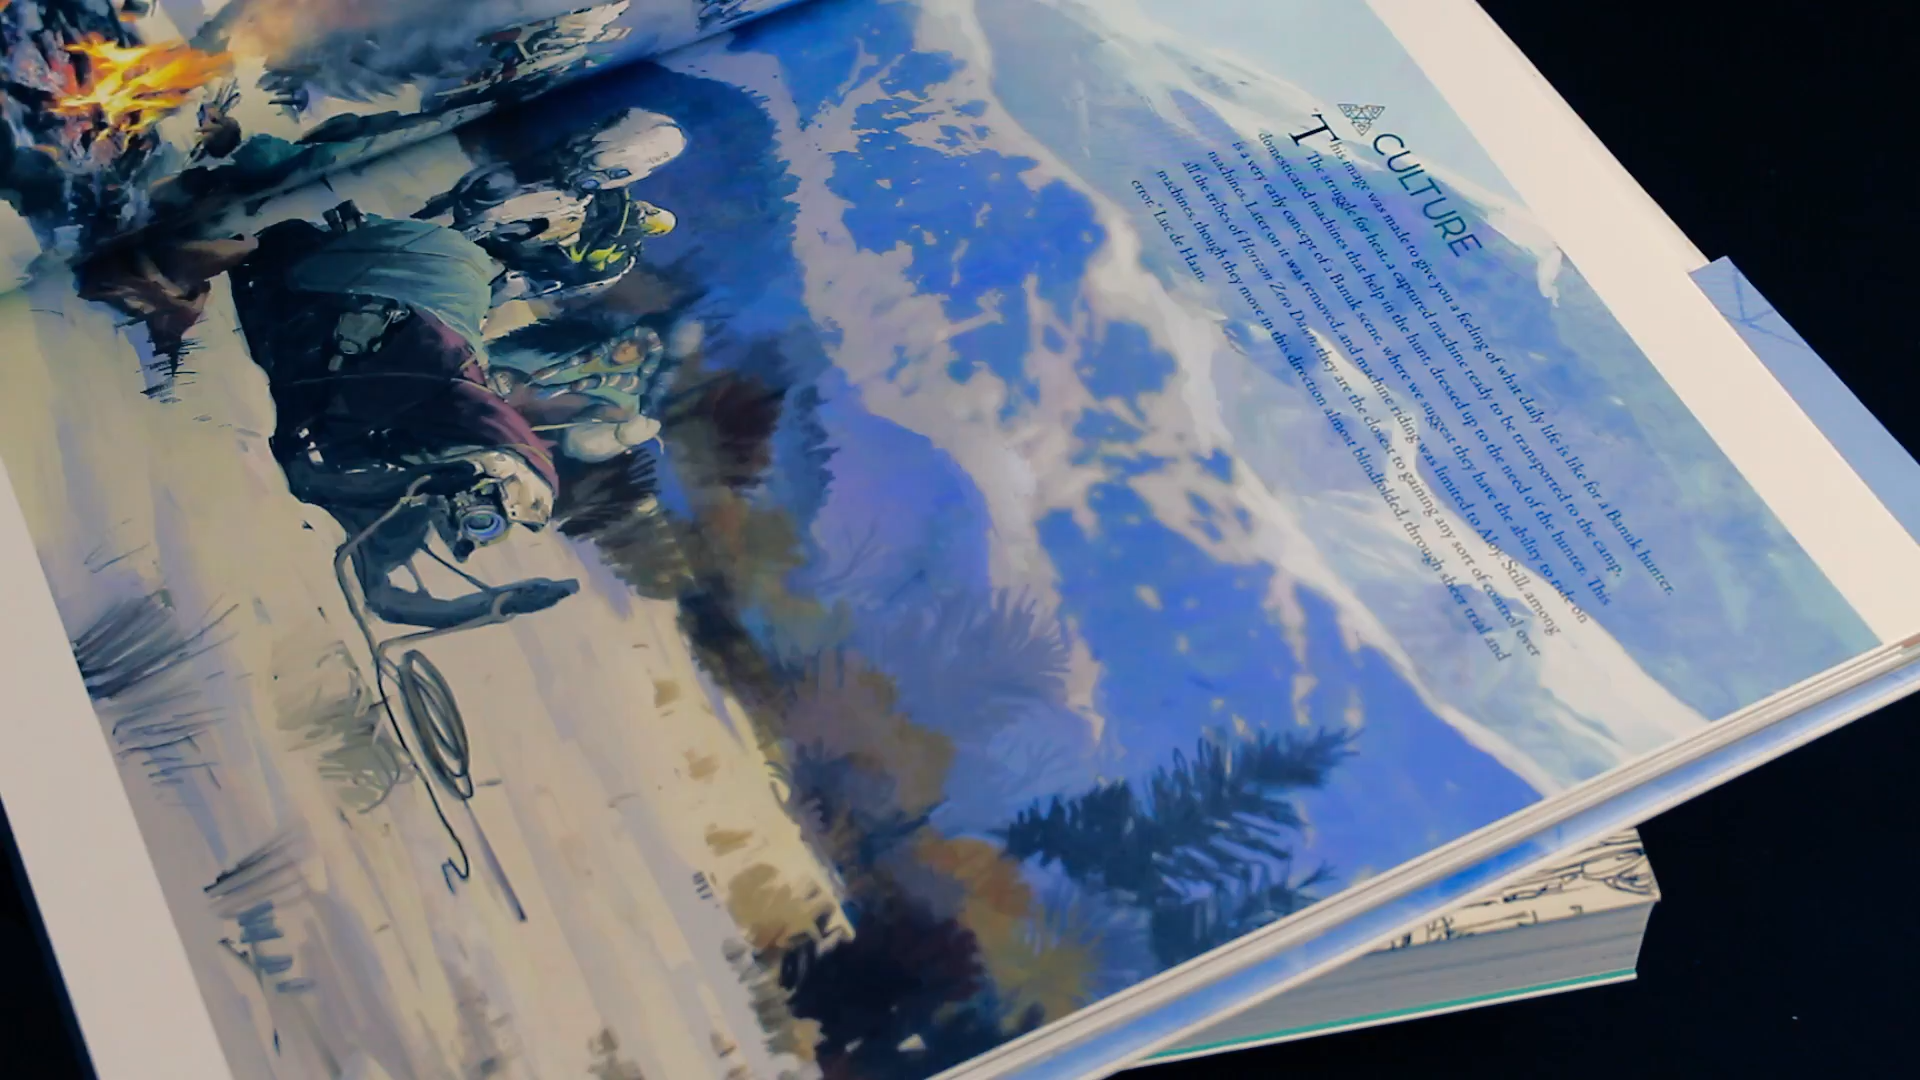 CULTURE
"This image was made to give you a feeling of what daily life is like for a Banuk hunter.
The struggle for heat, a captured machine ready to be transported to the camp,
domesticated machines that help in the hunt, dressed up to the need of the hunter. This
is a very early concept of a Banuk scene, where we suggest they have the ability to ride on
machines. Later on it was removed, and machine riding was limited to Aloy. Still, among
all the tribes of Horizon Zero Dawn, they are the closest to gaining any sort of control over
machines, though they move in this direction almost blindfolded, through sheer trial and
error." Luc de Haan.